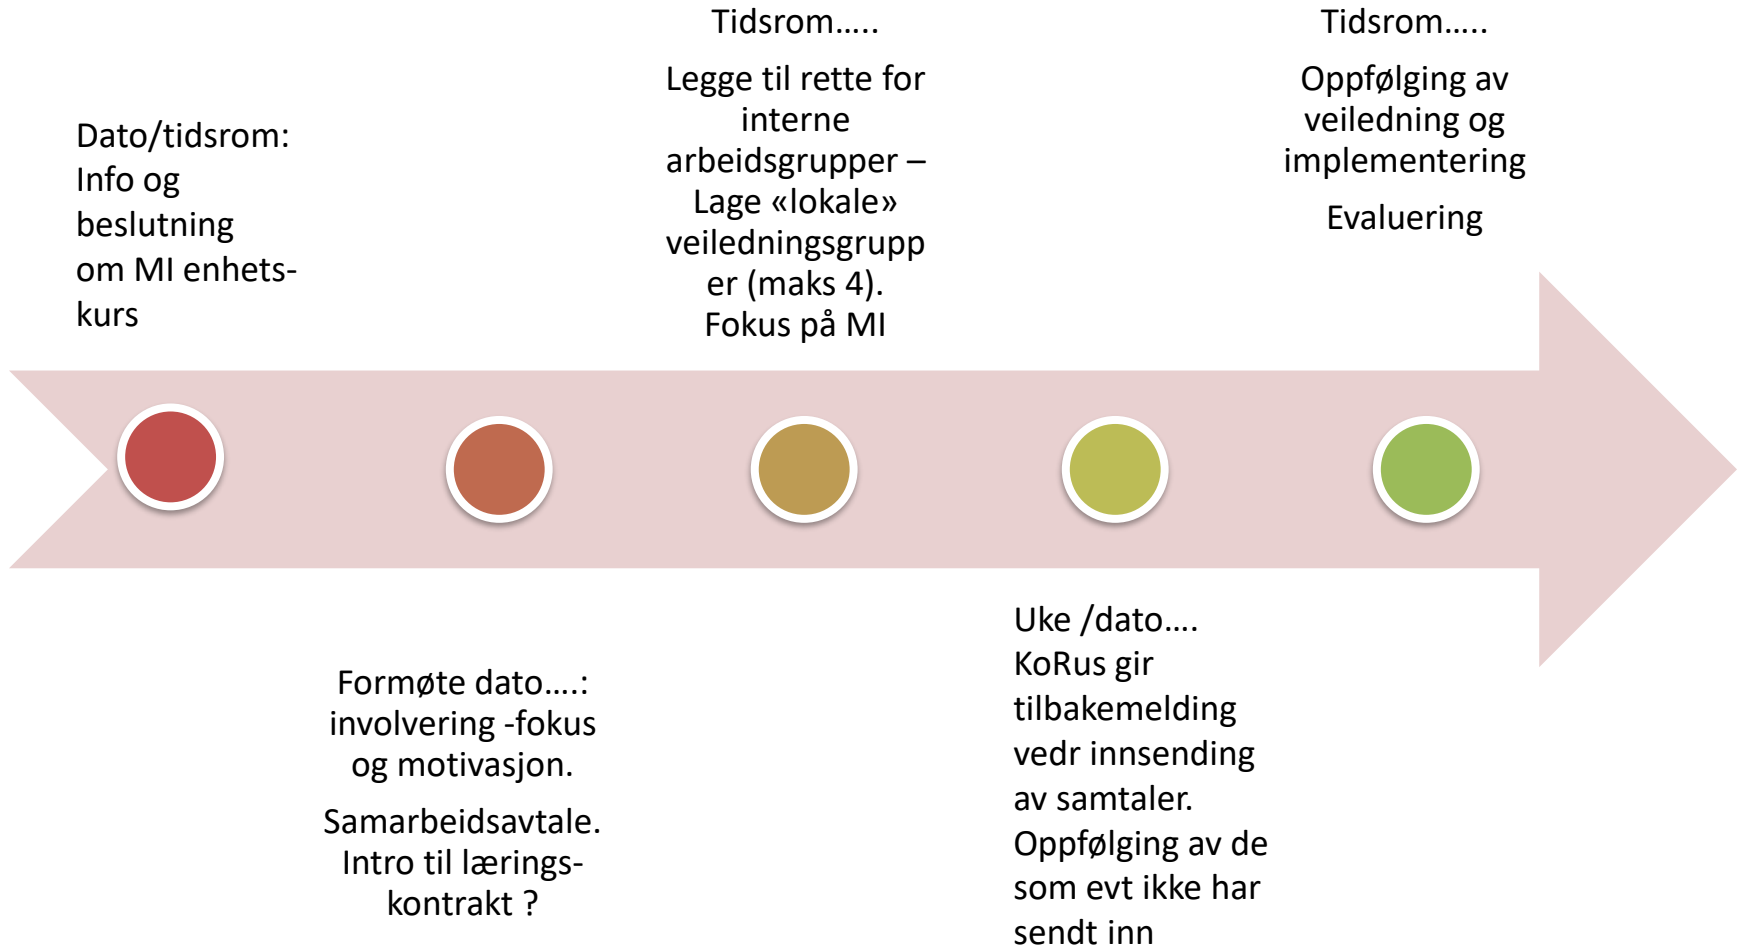 Dato/tidsrom:
Info og
beslutning
om MI enhets-
kurs
Formøte dato….:
involvering -fokus
og motivasjon.
Samarbeidsavtale.
Intro til lærings-
kontrakt ?
Tidsrom…..
Legge til rette for
interne
arbeidsgrupper –
Lage «lokale»
veiledningsgrupp
er (maks 4).
Fokus på MI
Uke /dato….
KoRus gir
tilbakemelding
vedr innsending
av samtaler.
Oppfølging av de
som evt ikke har
sendt inn
Tidsrom…..
Oppfølging av
veiledning og
implementering
Evaluering